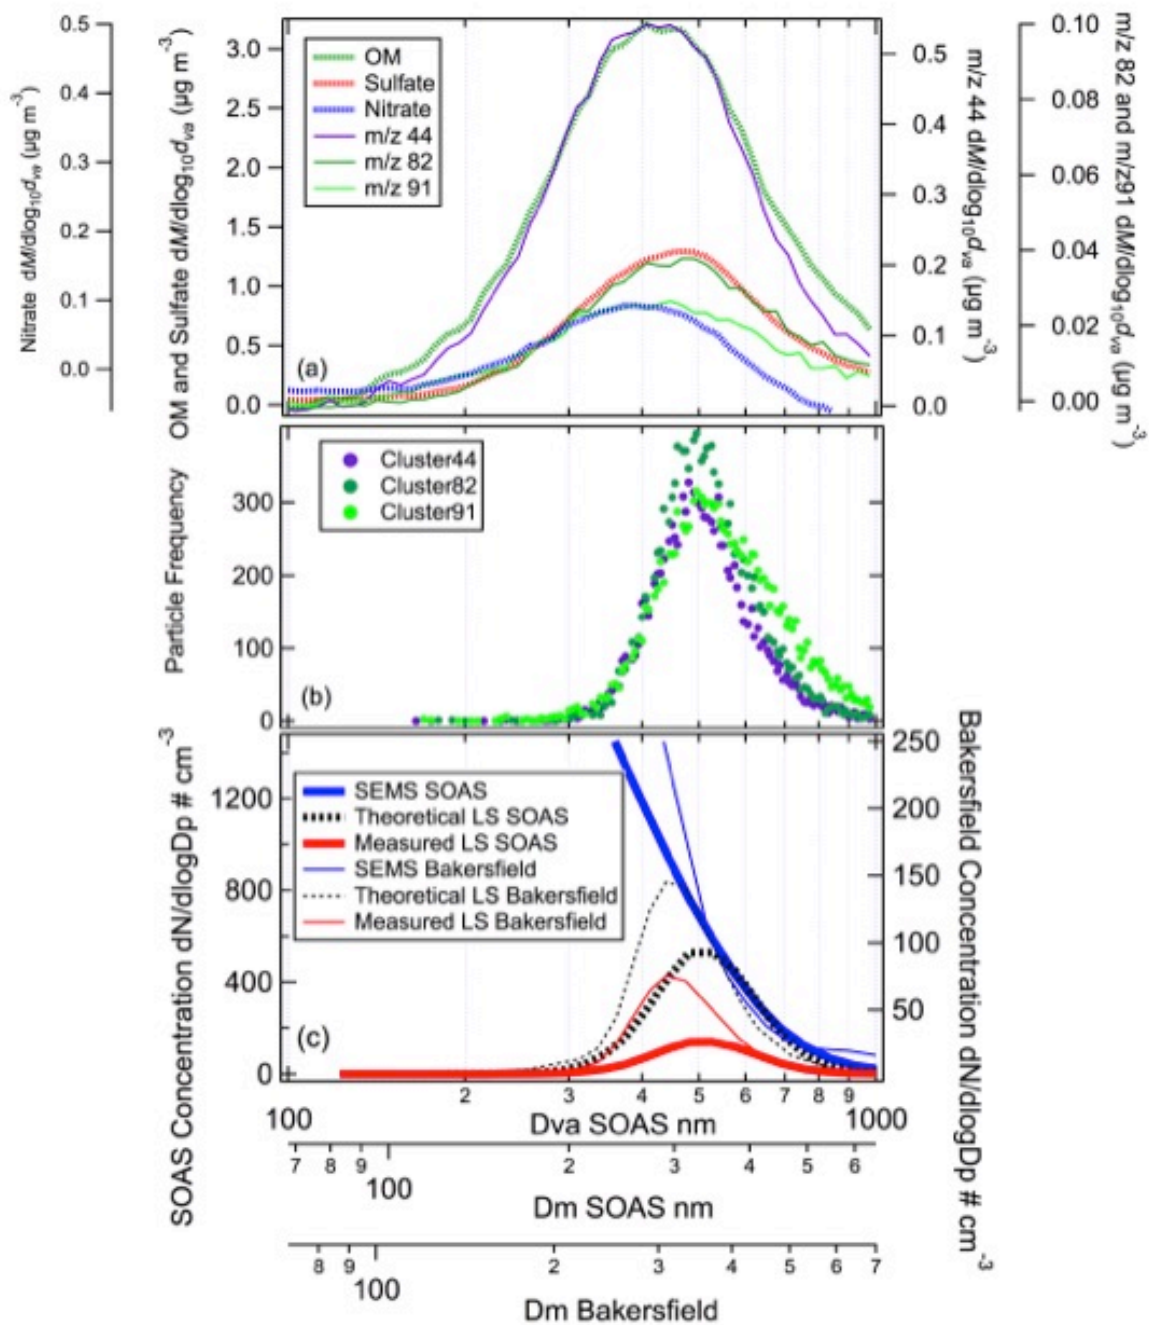 Nitrate dM/dlog10dva (µg m-3)
0.5
0.4
0.3
0.2
0.1
0.0
OM and Sulfate dM/dlog10dva (µg m-3)
3.0
2.5
2.0
1.5
1.0
0.5
0.0
OM
Sulfate
Nitrate
m/z 44
m/z 82
m/z 91
(a)
0.5
0.4
0.3
0.2
0.1
0.0
m/z 44 dM/dlog10dva (µg m-3)
0.10
0.08
0.06
0.04
0.02
0.00
m/z 82 and m/z91 dM/dlog10dva (µg m-3)
Particle Frequency
300
200
100
0
Cluster44
Cluster82
Cluster91
(b)
SOAS Concentration dN/dlogDp # cm-3
1200
800
400
0
SEMS SOAS
Theoretical LS SOAS
Measured LS SOAS
SEMS Bakersfield
Theoretical LS Bakersfield
Measured LS Bakersfield
(c)
250
200
150
100
50
Bakersfield Concentration dN/dlogDp # cm-3
2 3 4 5 6 7 8 9
100 1000
Dva SOAS nm
7 8 9 2 3 4 5 6
100
Dm SOAS nm
8 9 2 3 4 5 6 7
100
Dm Bakersfield